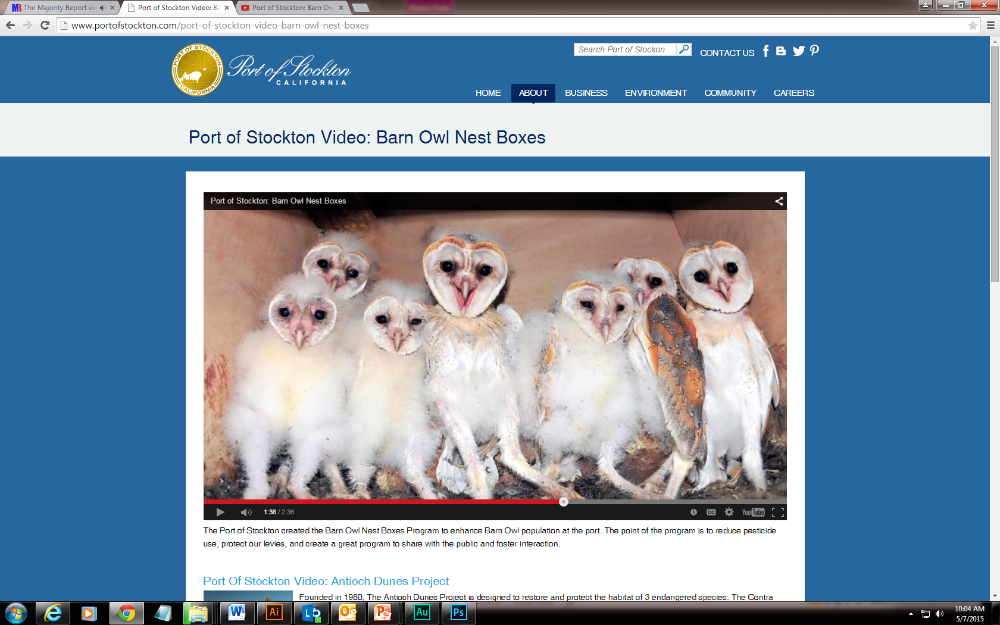 The Majority Report wi
Port of Stockton Video: Ba
Port of Stockton: Barn Ow
www.portofstockton.com/port-of-stockton-video-barn-owl-nest-boxes
PORT OF STOCKTON
CALIFORNIA
Port of Stockton
CALIFORNIA
Search Port of Stockon
CONTACT US
HOME ABOUT BUSINESS ENVIRONMENT COMMUNITY CAREERS
Port of Stockton Video: Barn Owl Nest Boxes
Port of Stockton: Barn Owl Nest Boxes
1:36 / 2:36
CC
YouTube
The Port of Stockton created the Barn Owl Nest Boxes Program to enhance Barn Owl population at the port. The point of the program is to reduce pesticide
use, protect our levies, and create a great program to share with the public and foster interaction.
Port Of Stockton Video: Antioch Dunes Project
Founded in 1980, The Antioch Dunes Project is designed to restore and protect the habitat of 3 endangered species: The Contra
W
Ai
Au
Ps
10:04 AM
5/7/2015